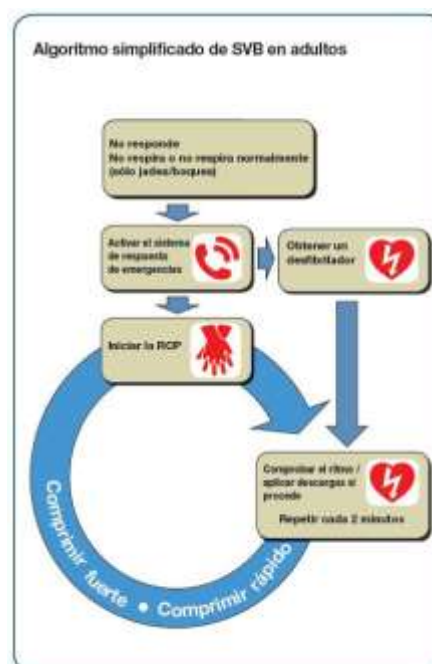 Algoritmo simplificado de SVB en adultos
No responde
No respira o no respira normalmente
(sólo jadea/boquea)
Activar el sistema
de respuesta
de emergencias
Obtener un
desfibrilador
Iniciar la RCP
Comprobar el ritmo /
aplicar descargas si
procede
Repetir cada 2 minutos
Comprimir fuerte • Comprimir rápido